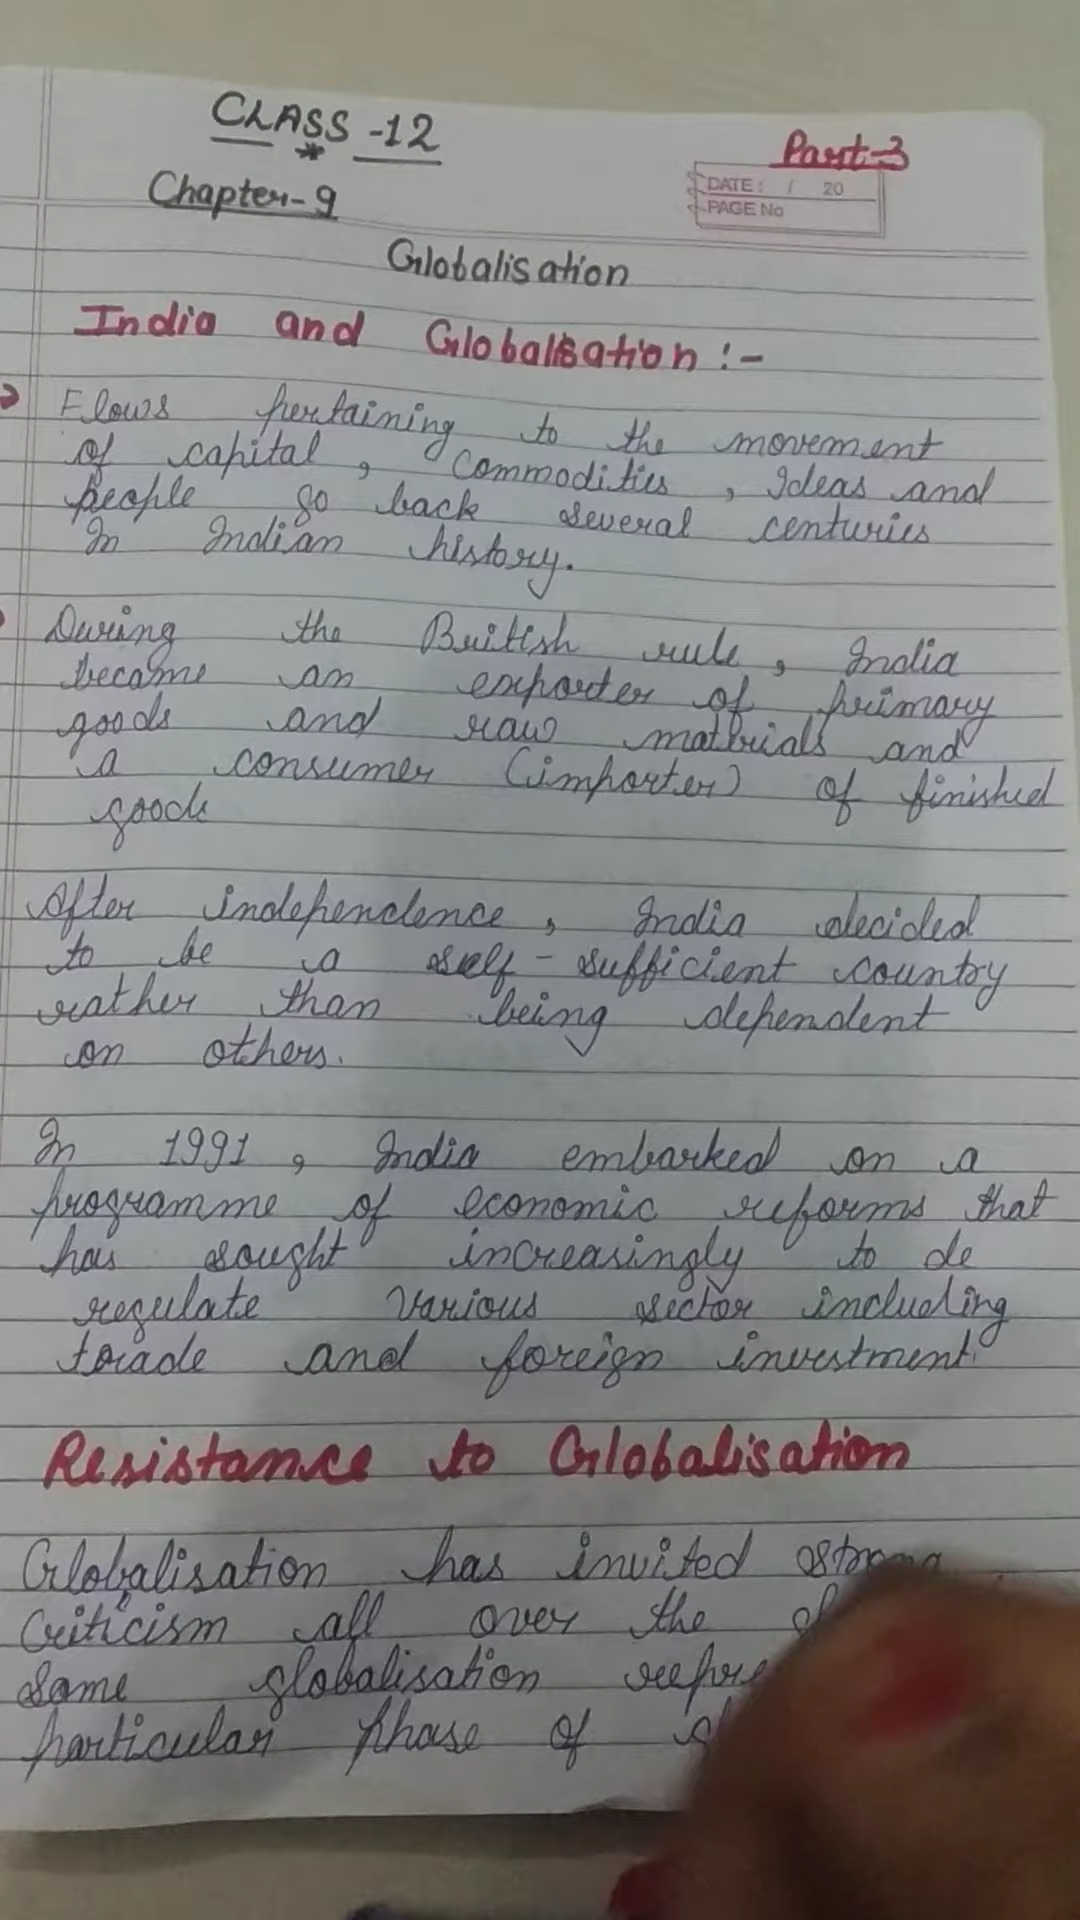 CLASS -12
Part-3
DATE: / 20
PAGE No
Chapter-9
Globalisation
India and Globalisation :-
Flows pertaining to the movement
of capital, commodities, Ideas and
people go back several centuries
In Indian history.
During the British rule, India
became an exporter of primary
goods and raw materials and
a consumer (importer) of finished
goods
After independence, India decided
to be a self-sufficient country
rather than being dependent
on others.
In 1991, India embarked on a
programme of economic reforms that
has sought increasingly to de
regulate various sector including
trade and foreign investment.
Resistance to Globalisation
Globalisation has invited strong
Criticism all over the
Some globalisation
particular phase of